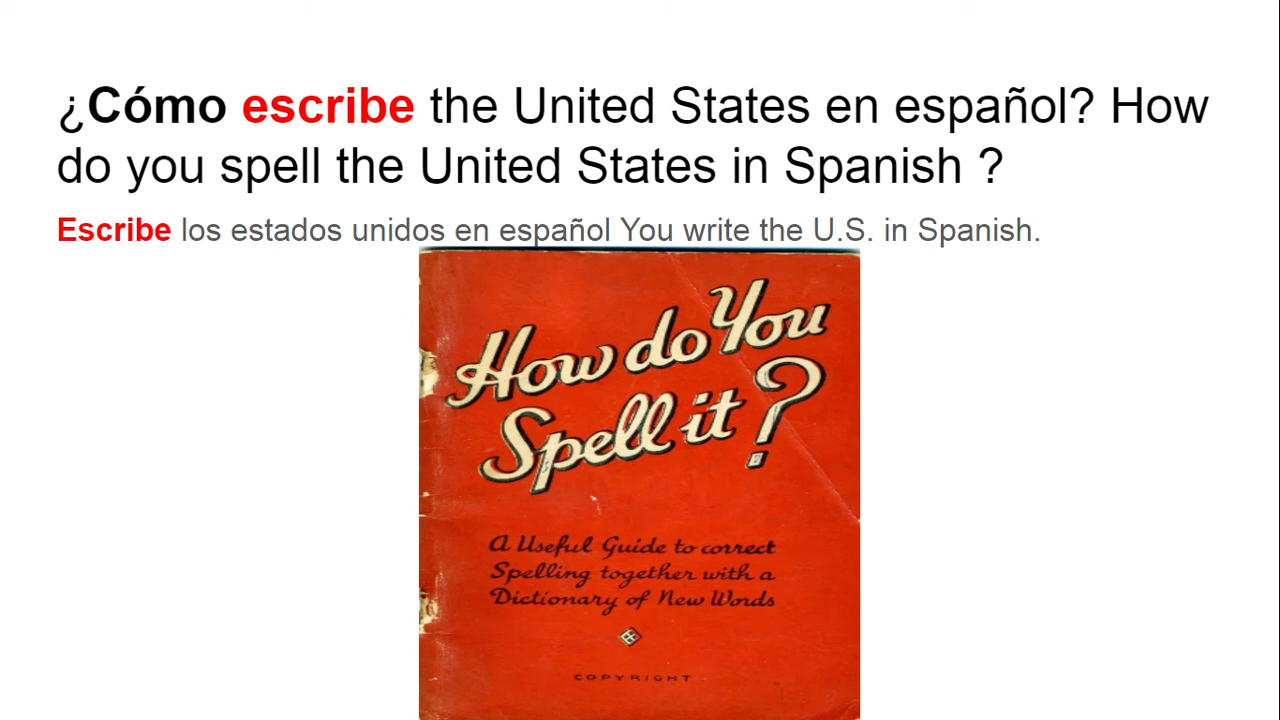 ¿Cómo escribe the United States en español? How
do you spell the United States in Spanish ?
Escribe los estados unidos en español You write the U.S. in Spanish.
How do You
Spell it?
A Useful Guide to correct
Spelling together with a
Dictionary of New Words
COPYRIGHT